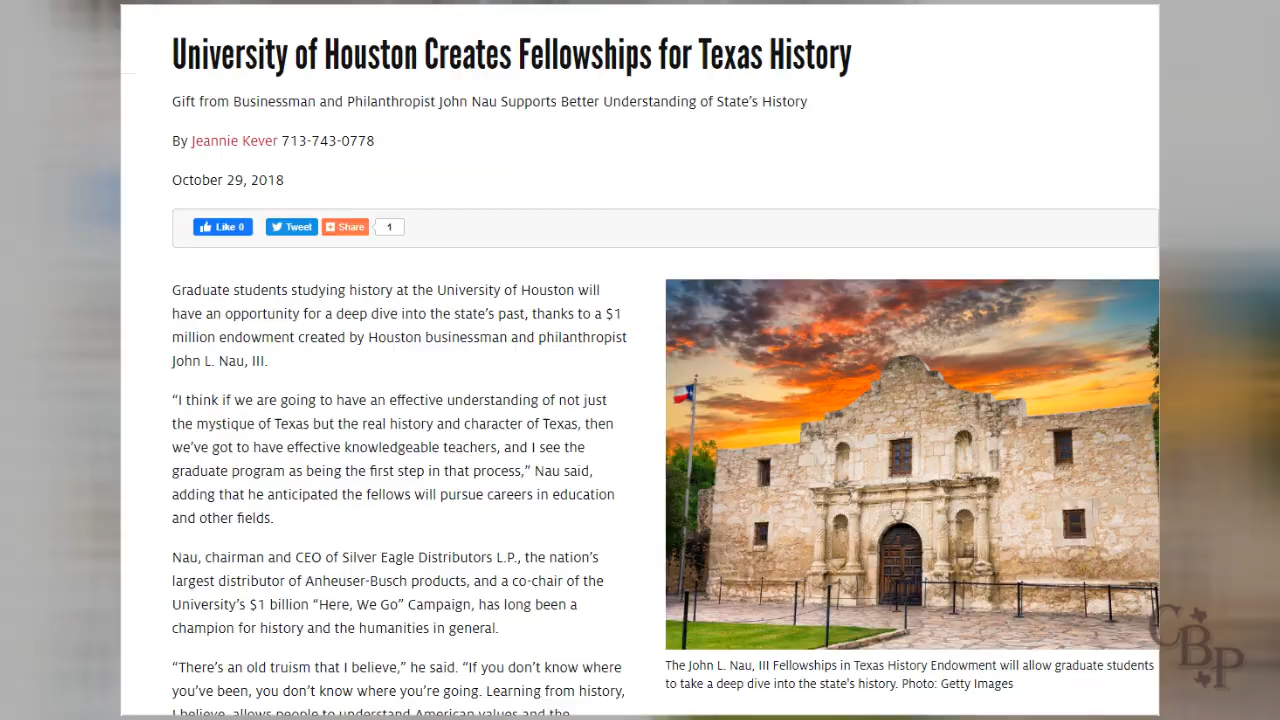 University of Houston Creates Fellowships for Texas History
Gift from Businessman and Philanthropist John Nau Supports Better Understanding of State's History
By Jeannie Kever 713-743-0778
October 29, 2018
Like 0 Tweet Share 1
Graduate students studying history at the University of Houston will
have an opportunity for a deep dive into the state's past, thanks to a $1
million endowment created by Houston businessman and philanthropist
John L. Nau, III.
“I think if we are going to have an effective understanding of not just
the mystique of Texas but the real history and character of Texas, then
we've got to have effective knowledgeable teachers, and I see the
graduate program as being the first step in that process,” Nau said,
adding that he anticipated the fellows will pursue careers in education
and other fields.
Nau, chairman and CEO of Silver Eagle Distributors L.P., the nation's
largest distributor of Anheuser-Busch products, and a co-chair of the
University's $1 billion “Here, We Go” Campaign, has long been a
champion for history and the humanities in general.
“There's an old truism that I believe,” he said. “If you don't know where
you've been, you don't know where you're going. Learning from history,
I believe, allows people to understand American values and the
The John L. Nau, III Fellowships in Texas History Endowment will allow graduate students
to take a deep dive into the state's history. Photo: Getty Images
CBP